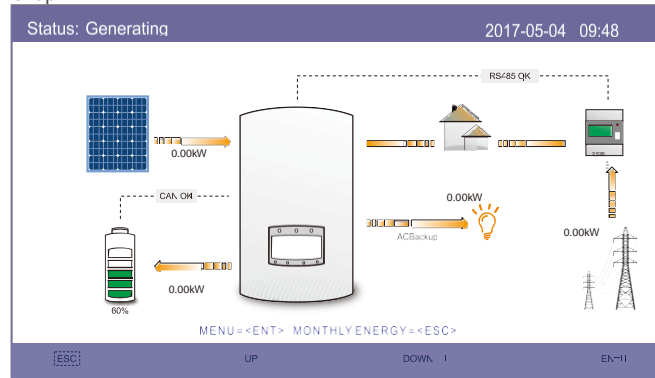 Status: Generating 2017-05-04 09:48
RS485 OK
0.00kW
CAN OK
0.00kW
ACBackup
0.00kW
0.00kW
60%
MENU=<ENT> MONTHLY ENERGY=<ESC>
ESC UP DOWN